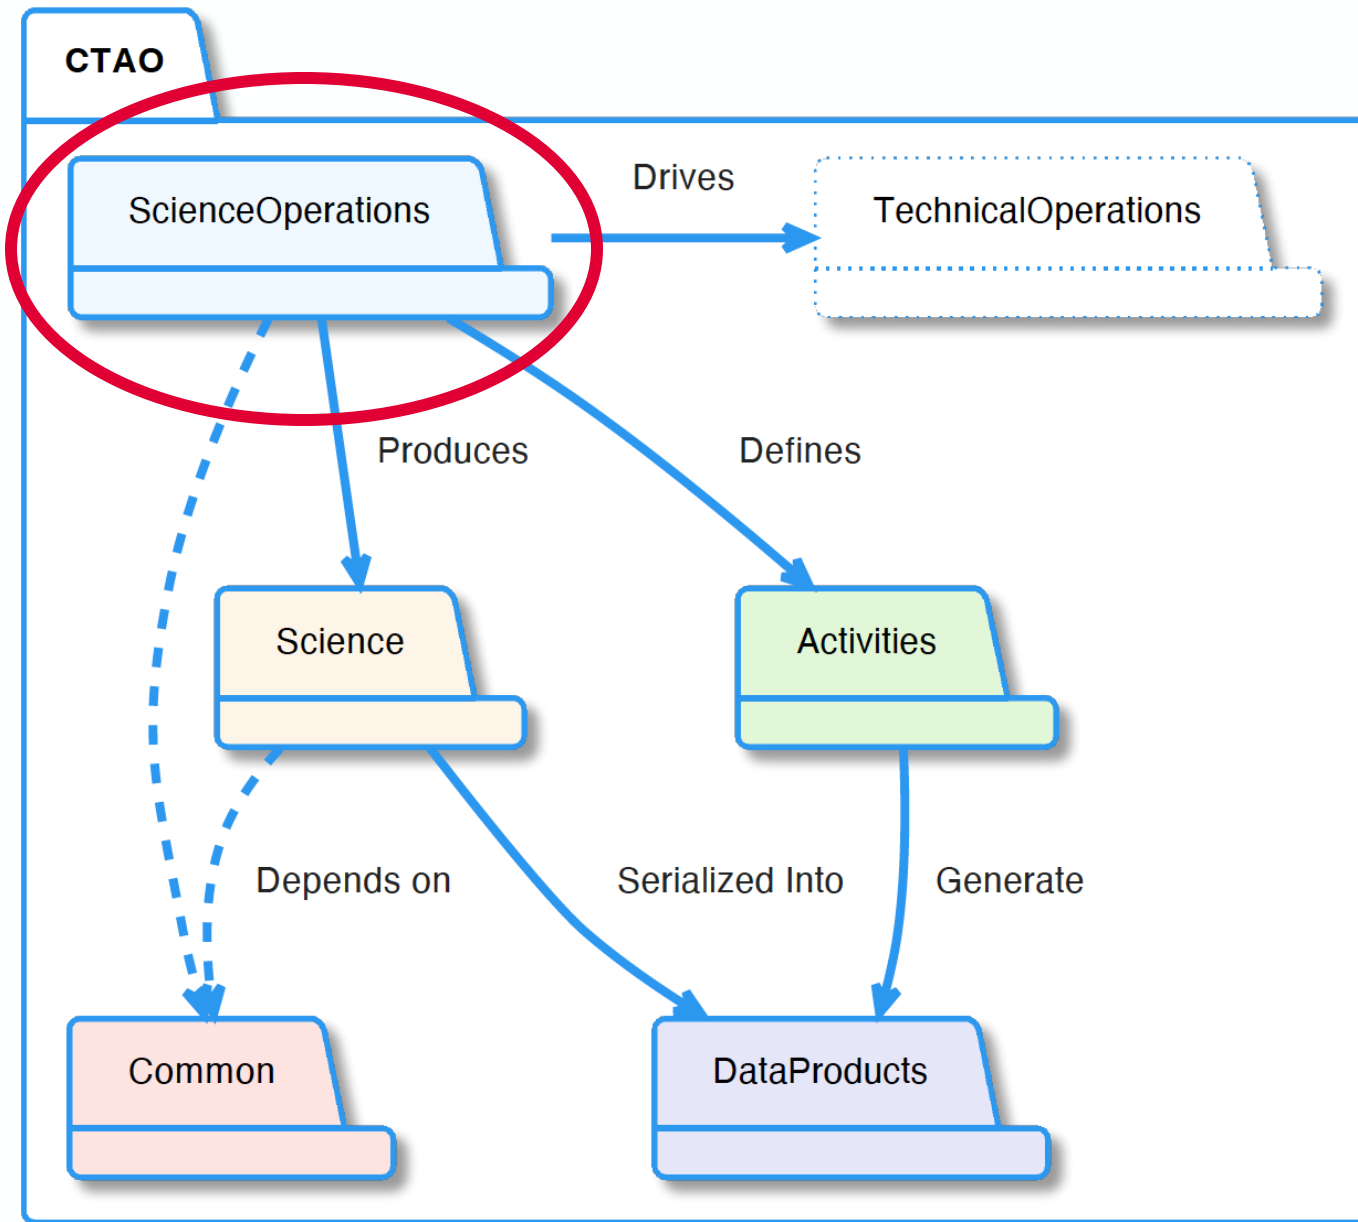 CTAO
ScienceOperations
Drives
TechnicalOperations
Produces
Defines
Science
Activities
Depends on
Serialized Into
Generate
Common
DataProducts